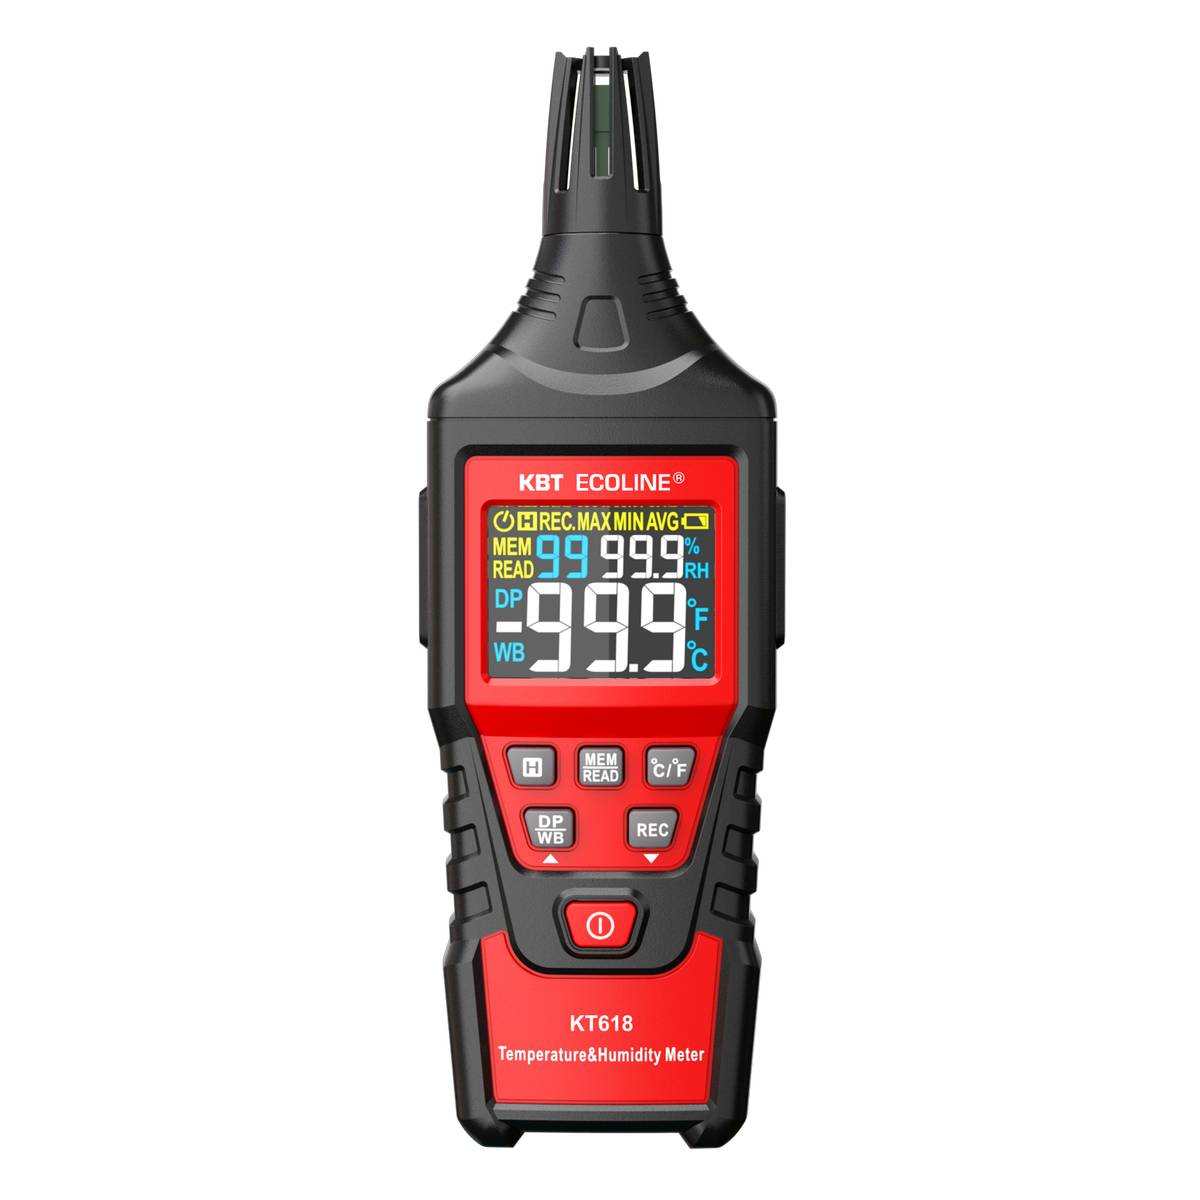 KBT ECOLINE®
H REC. MAX MIN AVG
MEM 99 99.9 %
READ RH
DP -99.9 °F
WB °C
H MEM READ °C/°F
DP WB REC
KT618
Temperature&Humidity Meter